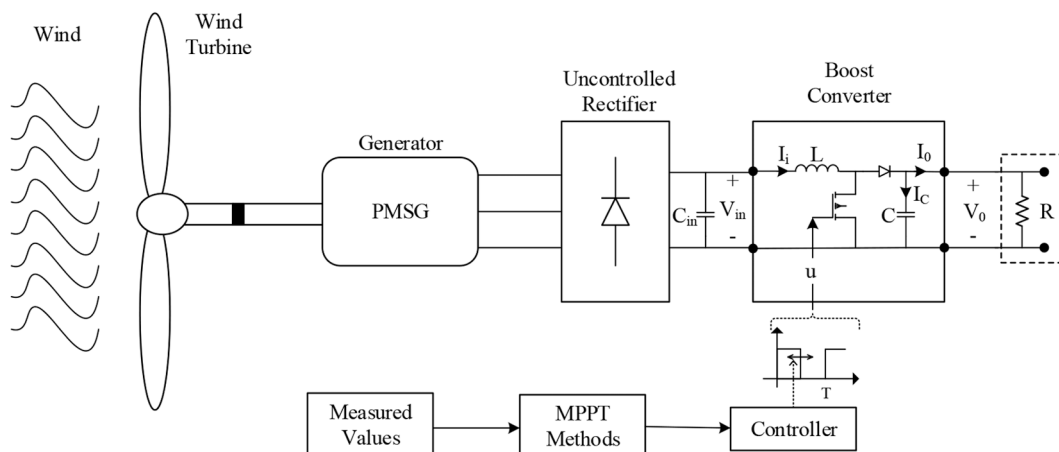 Wind
Wind
Turbine
Generator
PMSG
Uncontrolled
Rectifier
Cin
+
Vin
-
Boost
Converter
Ii
L
I0
IC
C
u
+
V0
-
R
T
Measured
Values
MPPT
Methods
Controller